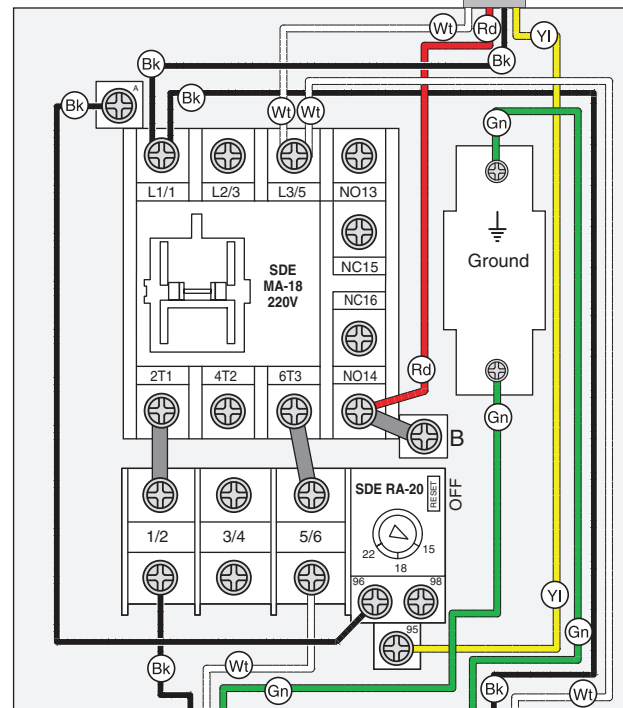 Wt
Rd
Yl
Bk
Bk
Bk
A
Bk
Wt
Wt
Gn
L1/1
L2/3
L3/5
NO13
Ground
SDE
MA-18
220V
NC15
NC16
Rd
2T1
4T2
6T3
NO14
Gn
B
SDE RA-20
RESET
OFF
1/2
3/4
5/6
22
15
18
96
98
95
Yl
Gn
Bk
Wt
Gn
Bk
Wt